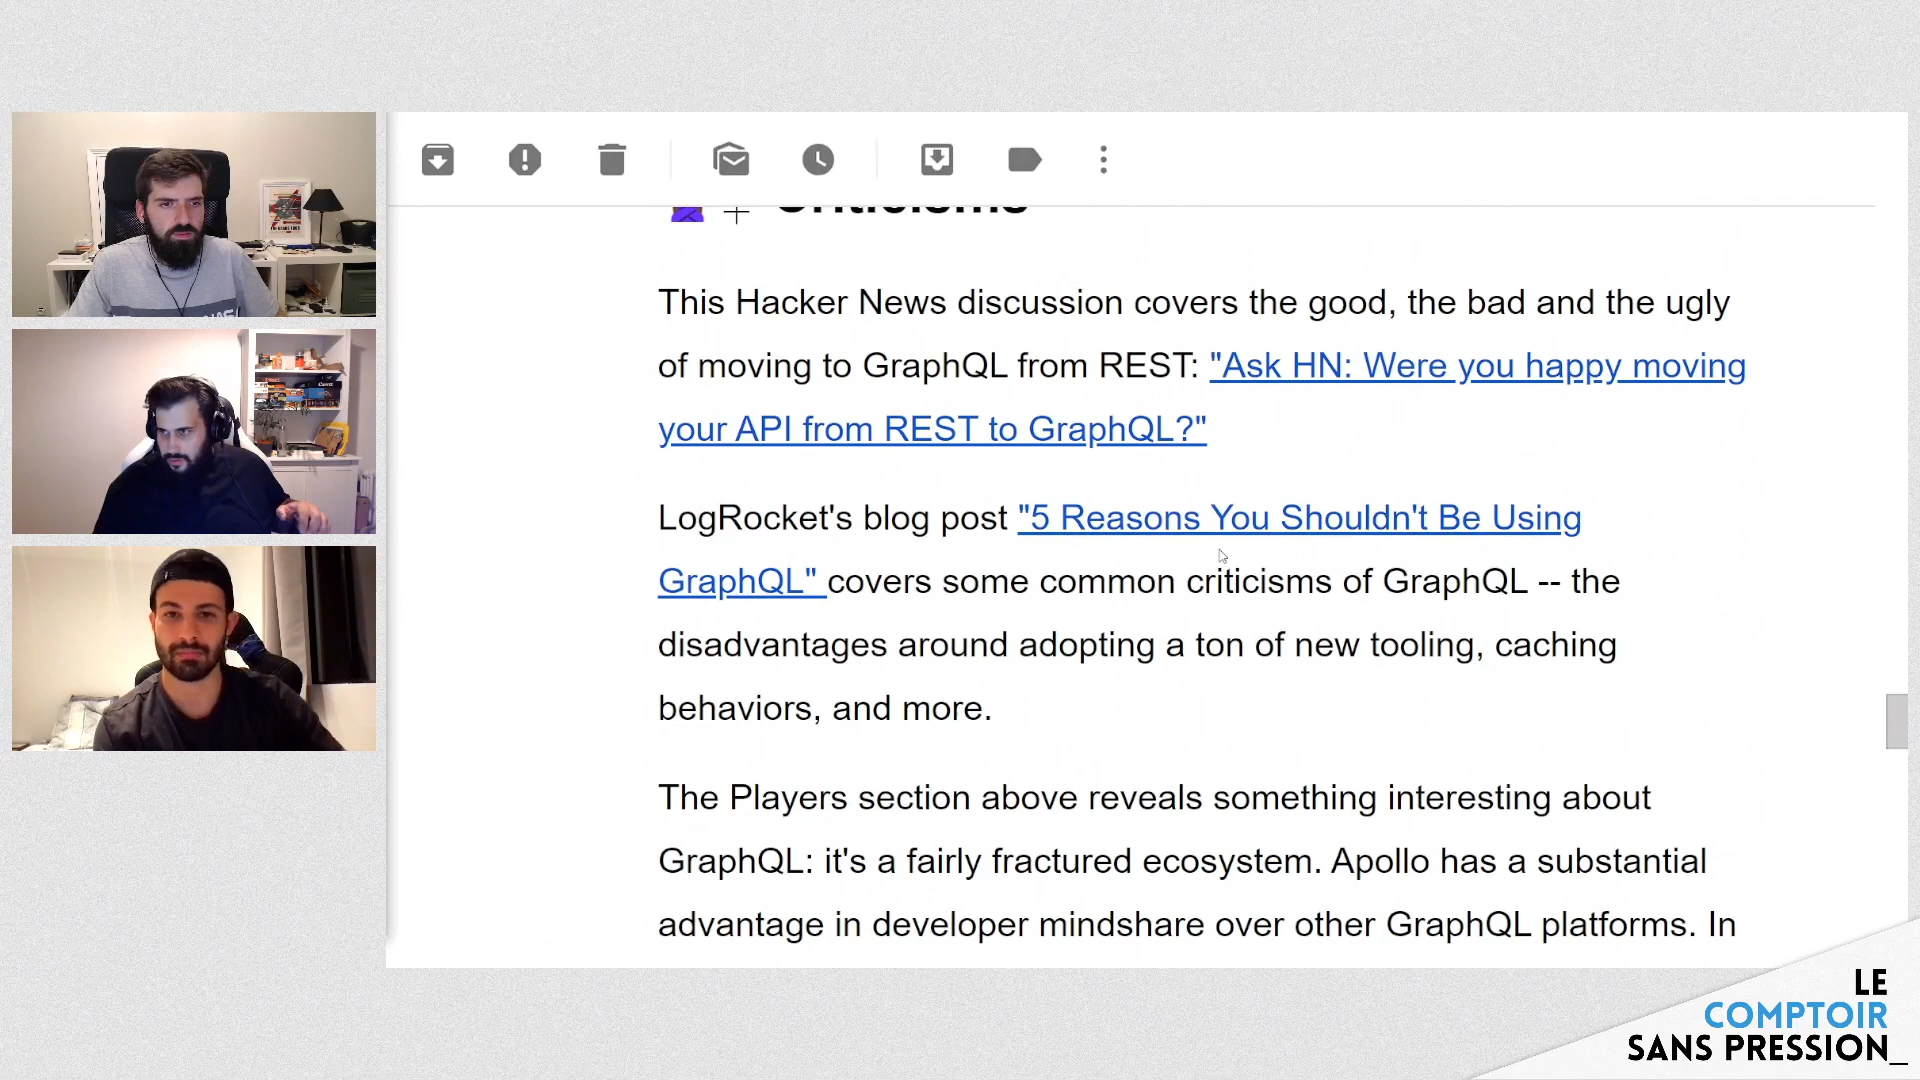 Criticisms
This Hacker News discussion covers the good, the bad and the ugly
of moving to GraphQL from REST: "Ask HN: Were you happy moving
your API from REST to GraphQL?"
LogRocket's blog post "5 Reasons You Shouldn't Be Using
GraphQL" covers some common criticisms of GraphQL -- the
disadvantages around adopting a ton of new tooling, caching
behaviors, and more.
The Players section above reveals something interesting about
GraphQL: it's a fairly fractured ecosystem. Apollo has a substantial
advantage in developer mindshare over other GraphQL platforms. In
LE
COMPTOIR
SANS PRESSION_